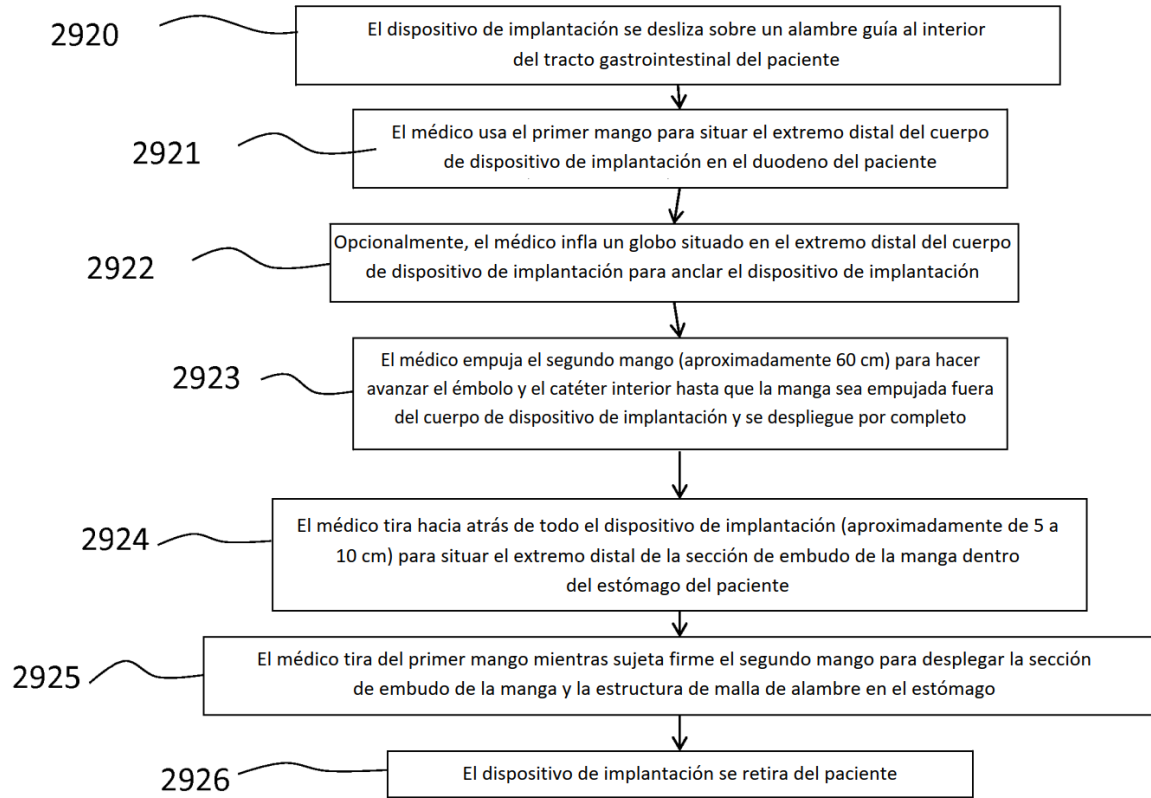 2920
El dispositivo de implantación se desliza sobre un alambre guía al interior
del tracto gastrointestinal del paciente
2921
El médico usa el primer mango para situar el extremo distal del cuerpo
de dispositivo de implantación en el duodeno del paciente
2922
Opcionalmente, el médico infla un globo situado en el extremo distal del cuerpo
de dispositivo de implantación para anclar el dispositivo de implantación
2923
El médico empuja el segundo mango (aproximadamente 60 cm) para hacer
avanzar el émbolo y el catéter interior hasta que la manga sea empujada fuera
del cuerpo de dispositivo de implantación y se despliegue por completo
2924
El médico tira hacia atrás de todo el dispositivo de implantación (aproximadamente de 5 a
10 cm) para situar el extremo distal de la sección de embudo de la manga dentro
del estómago del paciente
2925
El médico tira del primer mango mientras sujeta firme el segundo mango para desplegar la sección
de embudo de la manga y la estructura de malla de alambre en el estómago
2926
El dispositivo de implantación se retira del paciente